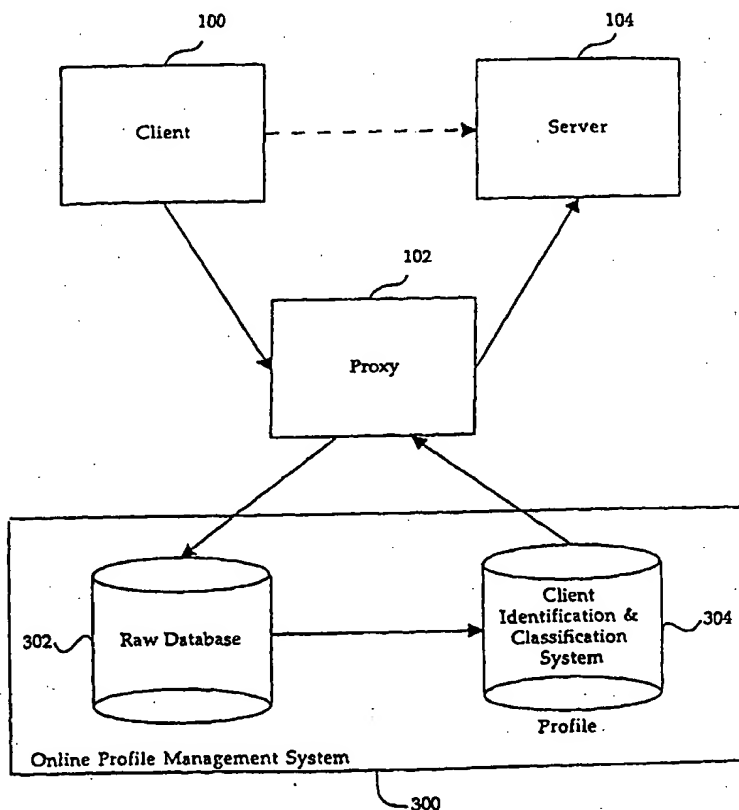 100
104
Client
Server
102
Proxy
302
Raw Database
Client
Identification &
Classification
System
304
Profile
Online Profile Management System
300